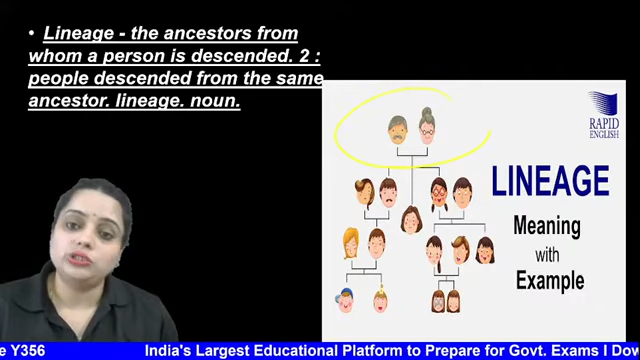 • Lineage - the ancestors from
whom a person is descended. 2 :
people descended from the same
ancestor. lineage. noun.
RAPID
ENGLISH
LINEAGE
Meaning
with
Example
e Y356 India's Largest Educational Platform to Prepare for Govt. Exams I Dov